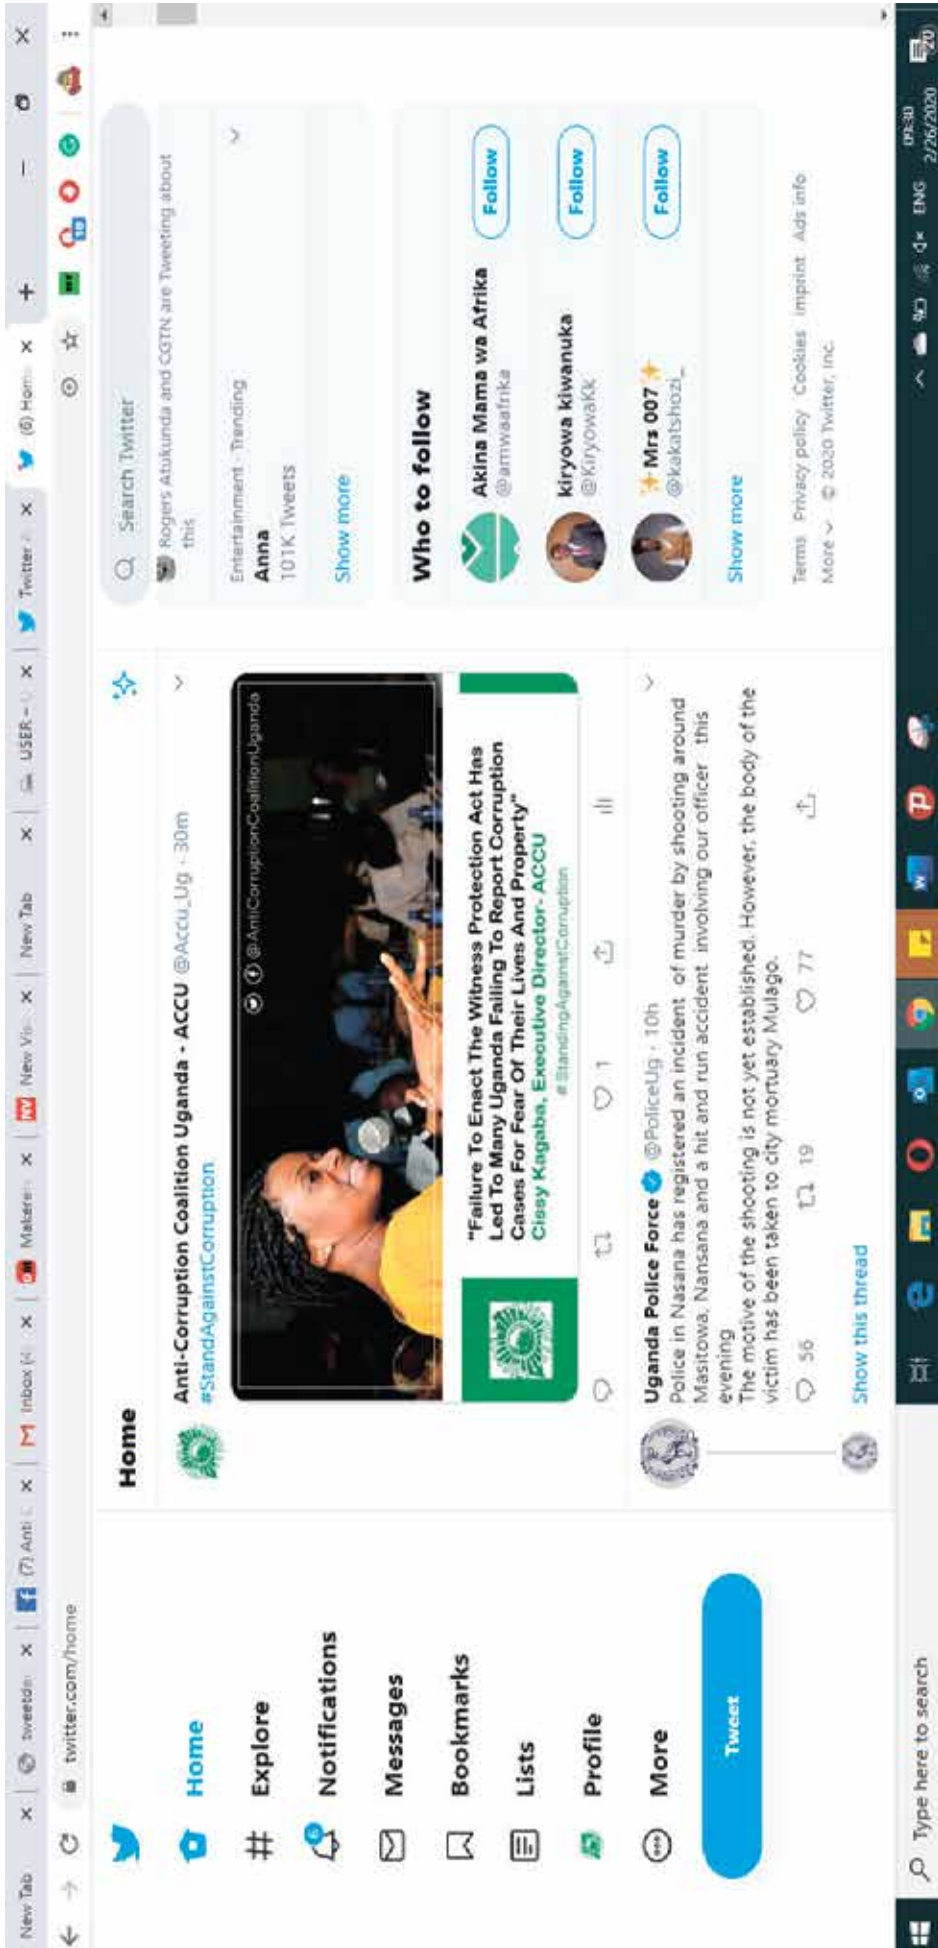 New Tab
tweetde
(7) Anti
Inbox (4
Makerer
NV New Vis
New Tab
USER –
Twitter
(6) Hom
twitter.com/home
Home
Explore
Notifications
6
Messages
Bookmarks
Lists
Profile
More
Tweet
Home
Anti-Corruption Coalition Uganda - ACCU @Accu_Ug · 30m
#StandAgainstCorruption
@AntiCorruptionCoalitionUganda
"Failure To Enact The Witness Protection Act Has
Led To Many Uganda Failing To Report Corruption
Cases For Fear Of Their Lives And Property"
Cissy Kagaba, Executive Director- ACCU
#StandingAgainstCorruption
1
Uganda Police Force @PoliceUg · 10h
Police in Nasana has registered an incident of murder by shooting around
Masitowa, Nansana and a hit and run accident involving our officer this
evening
The motive of the shooting is not yet established. However, the body of the
victim has been taken to city mortuary Mulago.
56 19 77
Show this thread
Search Twitter
Rogers Atukunda and CGTN are Tweeting about
this
Entertainment · Trending
Anna
101K Tweets
Show more
Who to follow
Akina Mama wa Afrika
@amwaafrika
Follow
kiryowa kiwanuka
@KiryowaKk
Follow
Mrs 007
@kakatshozi_
Follow
Show more
Terms Privacy policy Cookies Imprint Ads info
More © 2020 Twitter, Inc.
Type here to search
ENG
09:30
2/26/2020
20